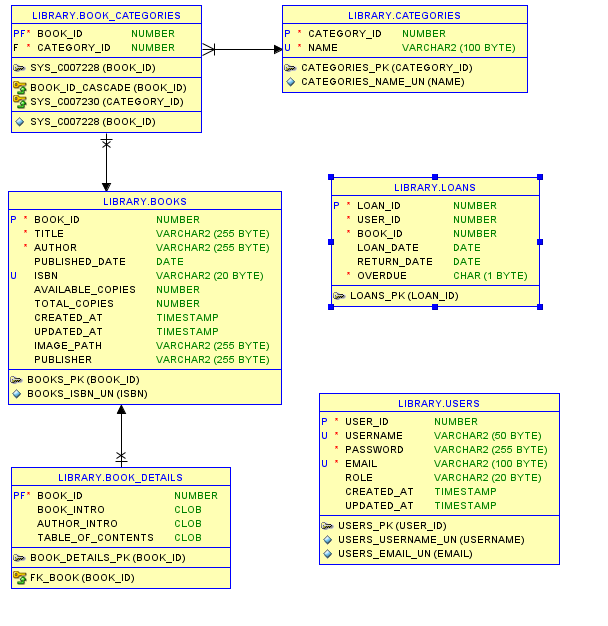 LIBRARY.BOOK_CATEGORIES
PF* BOOK_ID NUMBER
F * CATEGORY_ID NUMBER
SYS_C007228 (BOOK_ID)
BOOK_ID_CASCADE (BOOK_ID)
SYS_C007230 (CATEGORY_ID)
SYS_C007228 (BOOK_ID)
LIBRARY.CATEGORIES
P * CATEGORY_ID NUMBER
U * NAME VARCHAR2 (100 BYTE)
CATEGORIES_PK (CATEGORY_ID)
CATEGORIES_NAME_UN (NAME)
LIBRARY.BOOKS
P * BOOK_ID NUMBER
* TITLE VARCHAR2 (255 BYTE)
* AUTHOR VARCHAR2 (255 BYTE)
PUBLISHED_DATE DATE
U ISBN VARCHAR2 (20 BYTE)
AVAILABLE_COPIES NUMBER
TOTAL_COPIES NUMBER
CREATED_AT TIMESTAMP
UPDATED_AT TIMESTAMP
IMAGE_PATH VARCHAR2 (255 BYTE)
PUBLISHER VARCHAR2 (255 BYTE)
BOOKS_PK (BOOK_ID)
BOOKS_ISBN_UN (ISBN)
LIBRARY.LOANS
P * LOAN_ID NUMBER
* USER_ID NUMBER
* BOOK_ID NUMBER
LOAN_DATE DATE
RETURN_DATE DATE
* OVERDUE CHAR (1 BYTE)
LOANS_PK (LOAN_ID)
LIBRARY.USERS
P * USER_ID NUMBER
U * USERNAME VARCHAR2 (50 BYTE)
* PASSWORD VARCHAR2 (255 BYTE)
U * EMAIL VARCHAR2 (100 BYTE)
ROLE VARCHAR2 (20 BYTE)
CREATED_AT TIMESTAMP
UPDATED_AT TIMESTAMP
USERS_PK (USER_ID)
USERS_USERNAME_UN (USERNAME)
USERS_EMAIL_UN (EMAIL)
LIBRARY.BOOK_DETAILS
PF* BOOK_ID NUMBER
BOOK_INTRO CLOB
AUTHOR_INTRO CLOB
TABLE_OF_CONTENTS CLOB
BOOK_DETAILS_PK (BOOK_ID)
FK_BOOK (BOOK_ID)